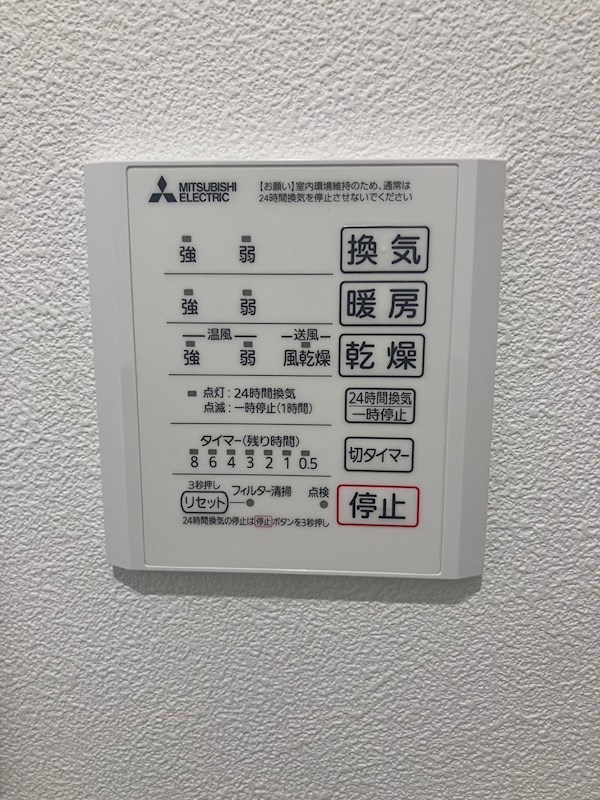 MITSUBISHI
ELECTRIC
【お願い】室内環境維持のため、通常は
24時間換気を停止させないでください
強 弱 換気
強 弱 暖房
温風 送風
強 弱 風乾燥 乾燥
点灯：24時間換気
点滅：一時停止(1時間)
24時間換気
一時停止
タイマー(残り時間)
8 6 4 3 2 1 0.5
切タイマー
3秒押し
リセット フィルター清掃 点検
停止
24時間換気の停止は停止ボタンを3秒押し